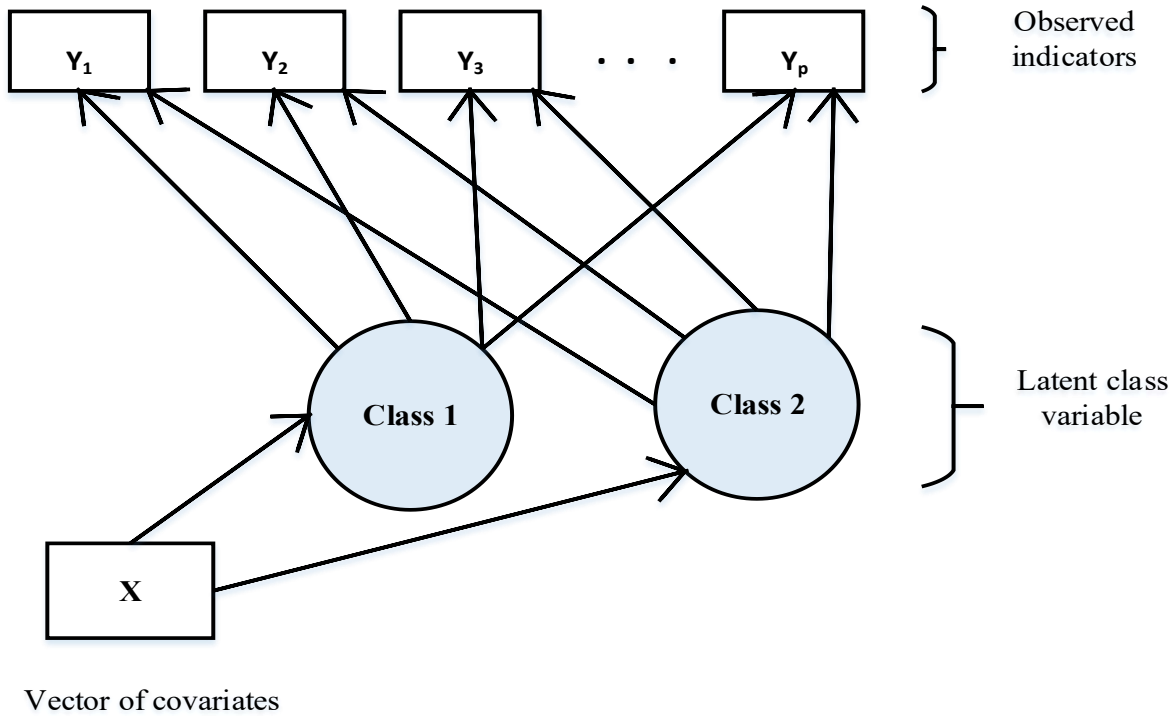 Y₁ Y₂ Y₃ . . . Yₚ
Observed
indicators
Class 1 Class 2
Latent class
variable
X
Vector of covariates